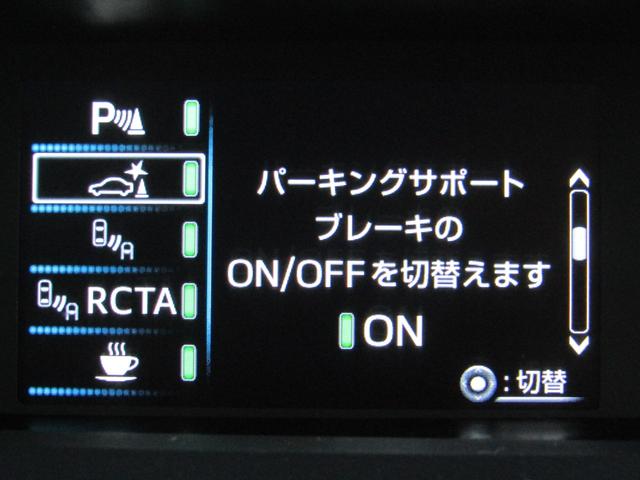 P
A
A RCTA
パーキングサポート
ブレーキの
ON/OFFを切替えます
ON
:切替